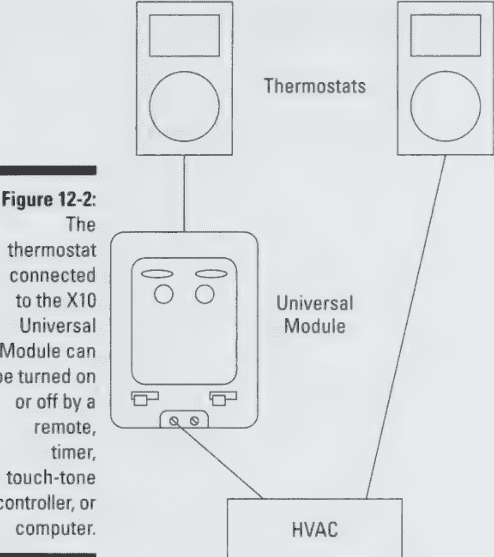 Thermostats
Figure 12-2:
The
thermostat
connected
to the X10
Universal
Module can
be turned on
or off by a
remote,
timer,
touch-tone
controller, or
computer.
Universal
Module
HVAC